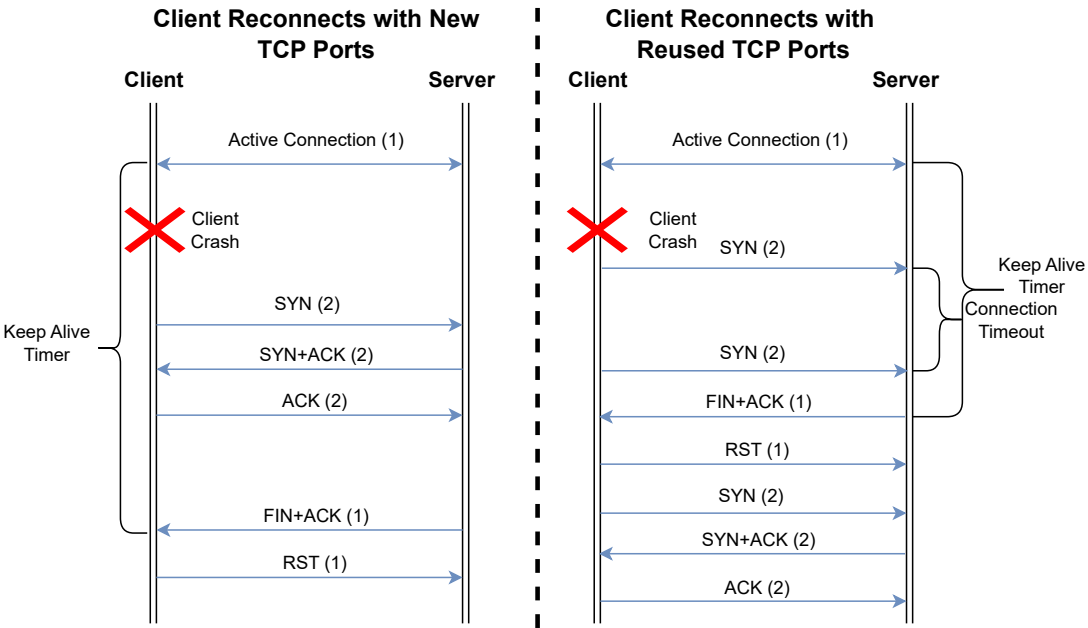 Client Reconnects with New
TCP Ports
Client
Server
Active Connection (1)
Client
Crash
SYN (2)
Keep Alive
Timer
SYN+ACK (2)
ACK (2)
FIN+ACK (1)
RST (1)
Client Reconnects with
Reused TCP Ports
Client
Server
Active Connection (1)
Client
Crash
SYN (2)
Keep Alive
Timer
Connection
Timeout
SYN (2)
FIN+ACK (1)
RST (1)
SYN (2)
SYN+ACK (2)
ACK (2)